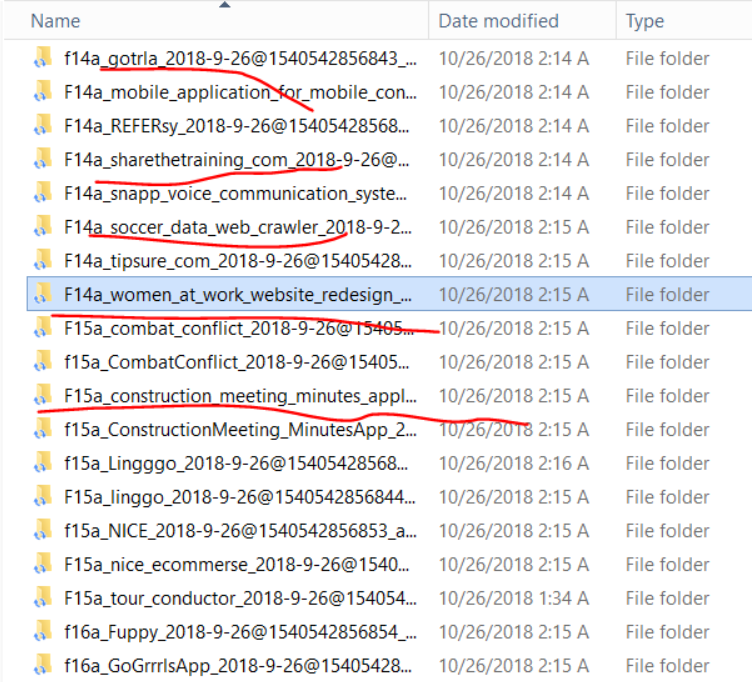 Name Date modified Type
f14a_gotrla_2018-9-26@1540542856843_... 10/26/2018 2:14 A File folder
F14a_mobile_application_for_mobile_con... 10/26/2018 2:14 A File folder
F14a_REFERsy_2018-9-26@15405428568... 10/26/2018 2:14 A File folder
F14a_sharethetraining_com_2018-9-26@... 10/26/2018 2:14 A File folder
F14a_snapp_voice_communication_syste... 10/26/2018 2:14 A File folder
F14a_soccer_data_web_crawler_2018-9-2... 10/26/2018 2:15 A File folder
F14a_tipsure_com_2018-9-26@15405428... 10/26/2018 2:15 A File folder
F14a_women_at_work_website_redesign_... 10/26/2018 2:15 A File folder
F15a_combat_conflict_2018-9-26@15405... 10/26/2018 2:15 A File folder
f15a_CombatConflict_2018-9-26@15405... 10/26/2018 2:15 A File folder
F15a_construction_meeting_minutes_appl... 10/26/2018 2:15 A File folder
f15a_ConstructionMeeting_MinutesApp_2... 10/26/2018 2:15 A File folder
f15a_Lingggo_2018-9-26@15405428568... 10/26/2018 2:16 A File folder
F15a_linggo_2018-9-26@1540542856844... 10/26/2018 2:15 A File folder
f15a_NICE_2018-9-26@1540542856853_a... 10/26/2018 2:15 A File folder
F15a_nice_ecommerse_2018-9-26@1540... 10/26/2018 2:15 A File folder
F15a_tour_conductor_2018-9-26@154054... 10/26/2018 1:34 A File folder
f16a_Fuppy_2018-9-26@1540542856854_... 10/26/2018 2:15 A File folder
f16a_GoGrrrlsApp_2018-9-26@15405428... 10/26/2018 2:15 A File folder